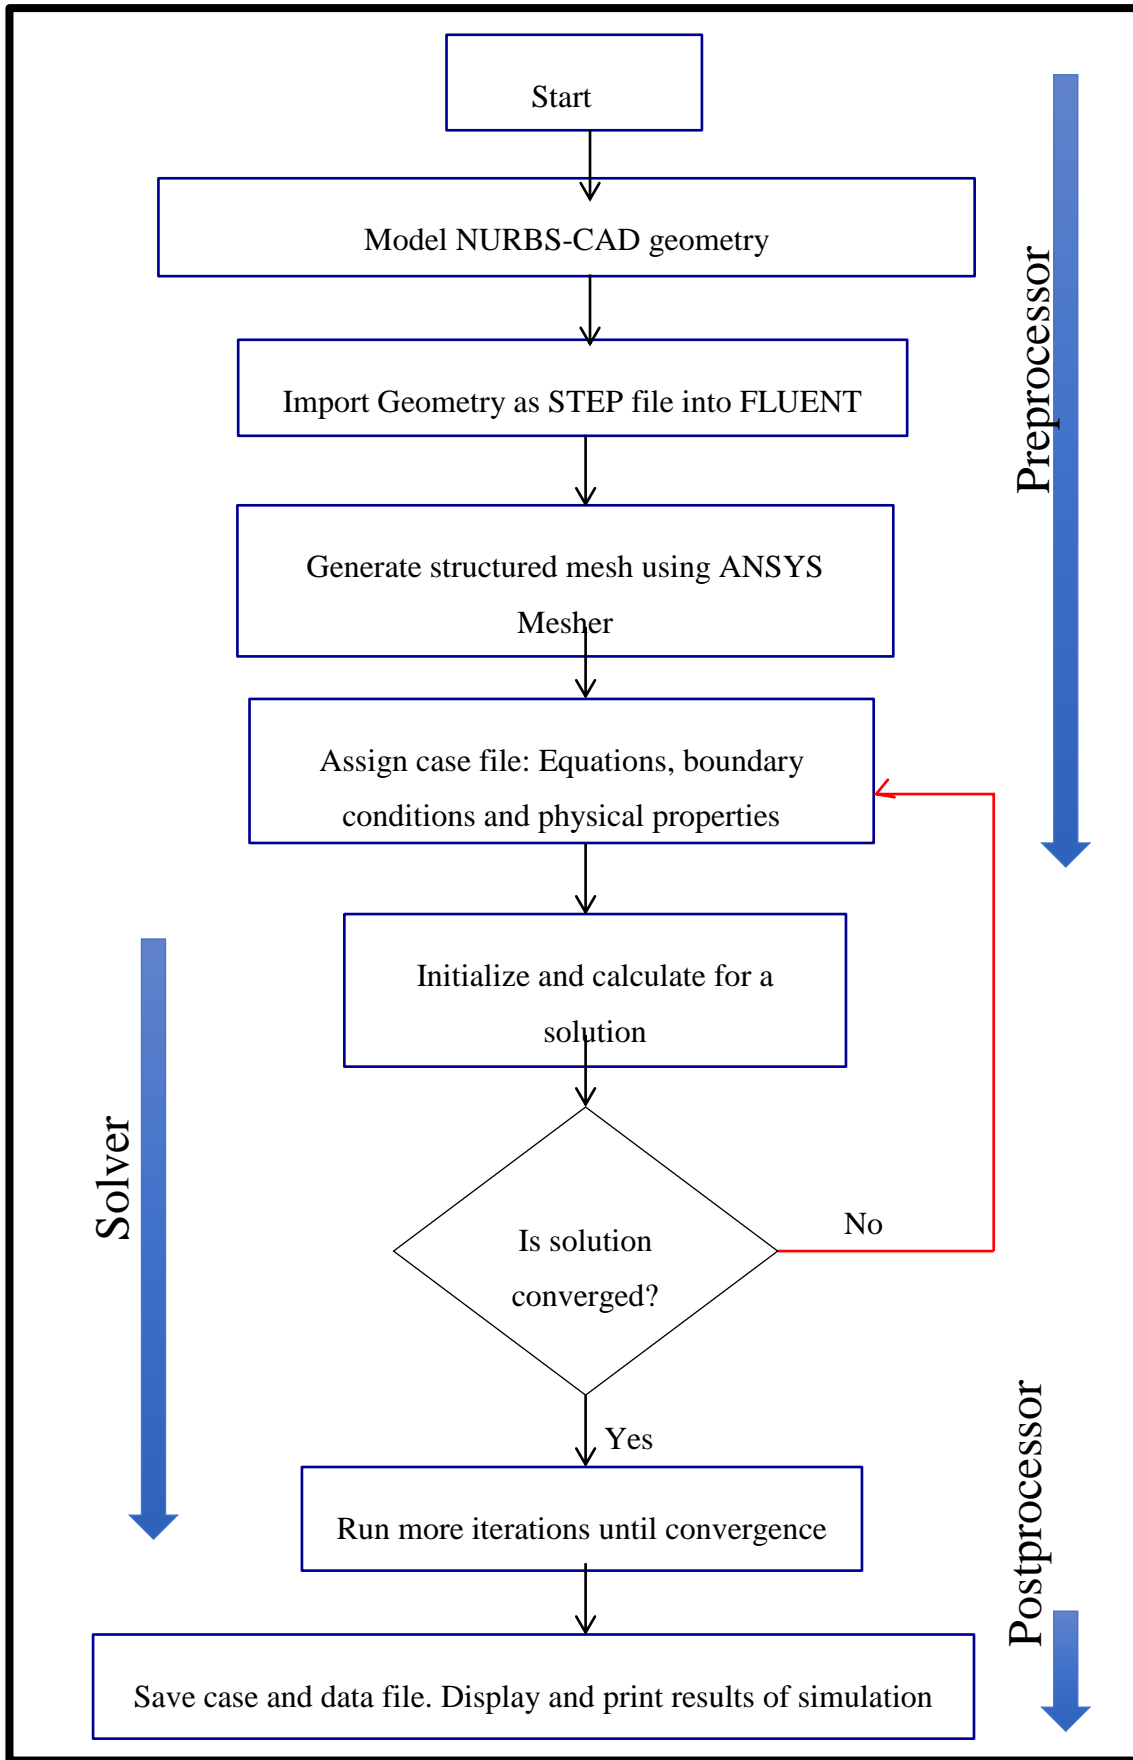 Start
Model NURBS-CAD geometry
Import Geometry as STEP file into FLUENT
Generate structured mesh using ANSYS
Mesher
Assign case file: Equations, boundary
conditions and physical properties
Preprocessor
Initialize and calculate for a
solution
Solver
Is solution
converged?
No
Yes
Run more iterations until convergence
Save case and data file. Display and print results of simulation
Postprocessor